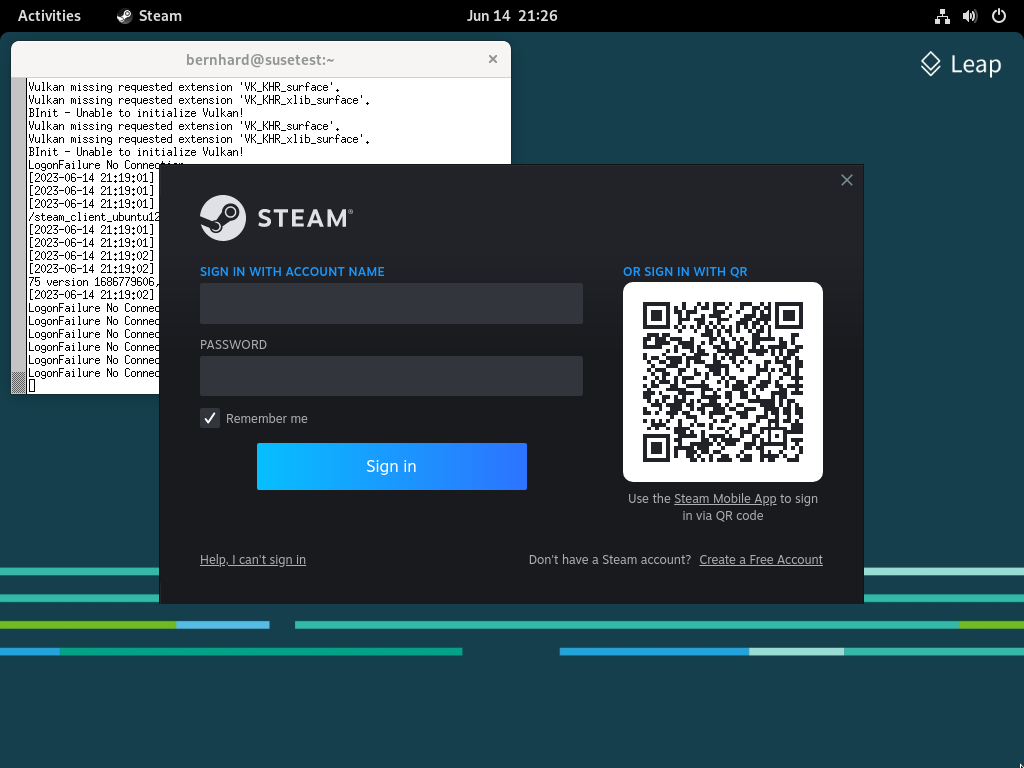 Activities
Steam
Jun 14 21:26
bernhard@susetest:~
Leap
Vulkan missing requested extension 'VK_KHR_surface'.
Vulkan missing requested extension 'VK_KHR_xlib_surface'.
BInit - Unable to initialize Vulkan!
Vulkan missing requested extension 'VK_KHR_surface'.
Vulkan missing requested extension 'VK_KHR_xlib_surface'.
BInit - Unable to initialize Vulkan!
LogonFailure No Connection
[2023-06-14 21:19:01]
[2023-06-14 21:19:01]
[2023-06-14 21:19:01]
/steam_client_ubuntu12
[2023-06-14 21:19:01]
[2023-06-14 21:19:01]
[2023-06-14 21:19:02]
[2023-06-14 21:19:02]
75 version 1686779606,
[2023-06-14 21:19:02]
LogonFailure No Connec
LogonFailure No Connec
LogonFailure No Connec
LogonFailure No Connec
LogonFailure No Connec
LogonFailure No Connec
STEAM®
SIGN IN WITH ACCOUNT NAME
PASSWORD
Remember me
Sign in
Help, I can't sign in
OR SIGN IN WITH QR
Use the Steam Mobile App to sign
in via QR code
Don't have a Steam account? Create a Free Account